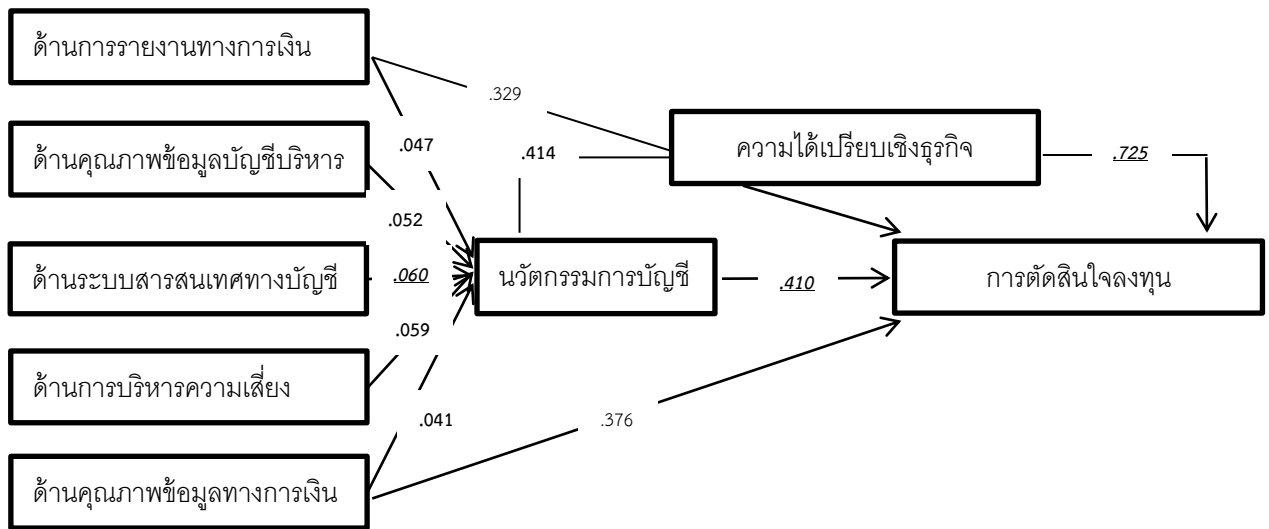 ด้านการรายงานทางการเงิน
.329
ความได้เปรียบเชิงธุรกิจ
.725
ด้านคุณภาพข้อมูลบัญชีบริหาร
.047
.414
.052
ด้านระบบสารสนเทศทางบัญชี
.060
นวัตกรรมการบัญชี
.410
การตัดสินใจลงทุน
.059
ด้านการบริหารความเสี่ยง
.041
.376
ด้านคุณภาพข้อมูลทางการเงิน